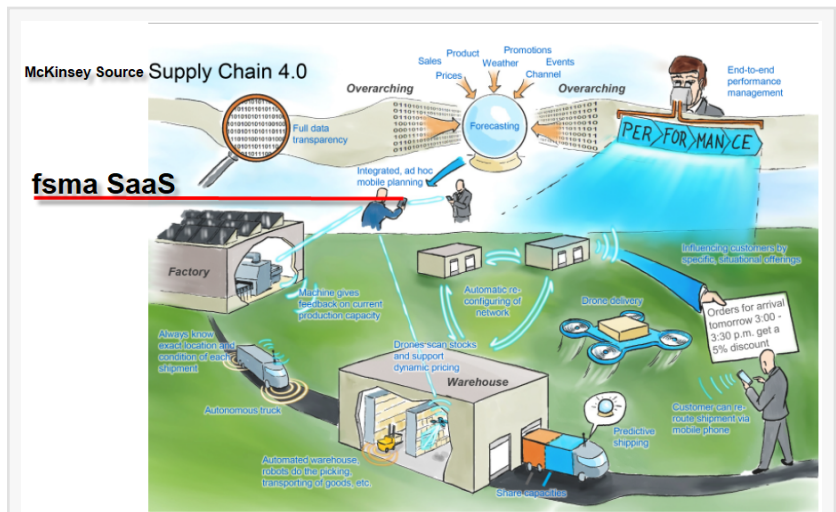 McKinsey Source
Supply Chain 4.0
Overarching
Sales
Product
Promotions
Prices
Weather
Events
Channel
Overarching
End-to-end
performance
management
Full data
transparency
Forecasting
PER FOR MAN CE
Integrated, ad hoc
mobile planning
fsma SaaS
Factory
Machine gives
feedback on current
production capacity
Automatic re-
configuring of
network
Influencing customers by
specific, situational offerings
Drone delivery
Orders for arrival
tomorrow 3:00 -
3:30 p.m. get a
5% discount
Always know
exact location and
condition of each
shipment
Drones scan stocks
and support
dynamic pricing
Warehouse
Autonomous truck
Customer can re-
route shipment via
mobile phone
Predictive
shipping
Automated warehouse,
robots do the picking,
transporting of goods, etc.
Share capacities